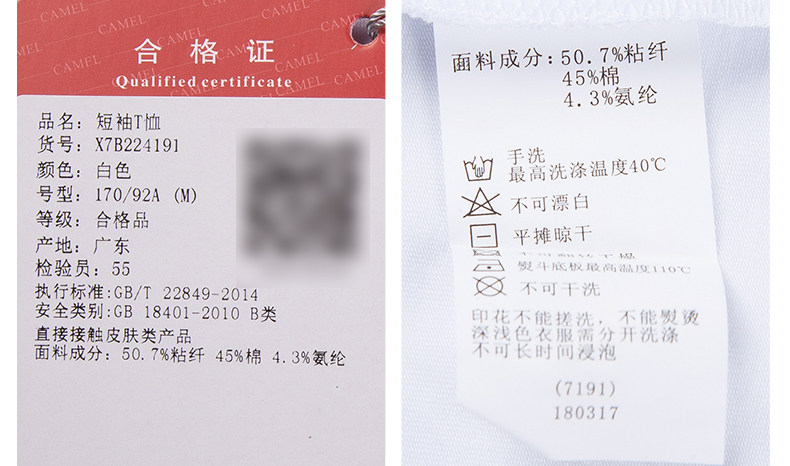 CAMEL CAMEL CAMEL
合格证
Qualified certificate
CAMEL CAMEL CAMEL CAMEL
品名：短袖T恤
货号：X7B224191
颜色：白色
号型：170/92A (M)
等级：合格品
产地：广东
检验员：55
执行标准:GB/T 22849-2014
安全类别:GB 18401-2010 B类
直接接触皮肤类产品
面料成分：50.7%粘纤 45%棉 4.3%氨纶
面料成分：50.7%粘纤
45%棉
4.3%氨纶
手洗
最高洗涤温度40℃
不可漂白
平摊晾干
熨斗底板最高温度110℃
不可干洗
印花不能搓洗，不能熨烫
深浅色衣服需分开洗涤
不可长时间浸泡
(7191)
180317